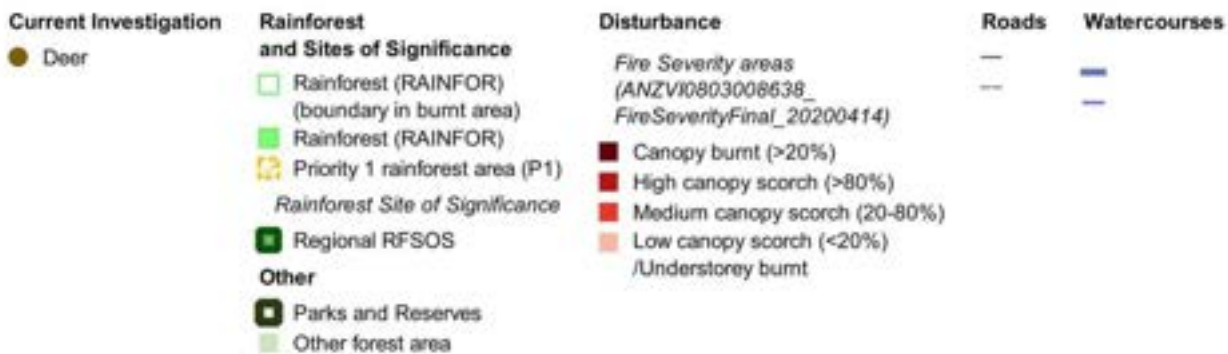 Current Investigation
Deer
Rainforest
and Sites of Significance
Rainforest (RAINFOR)
(boundary in burnt area)
Rainforest (RAINFOR)
Priority 1 rainforest area (P1)
Rainforest Site of Significance
Regional RFSOS
Other
Parks and Reserves
Other forest area
Disturbance
Fire Severity areas
(ANZVI0803008638_
FireSeverityFinal_20200414)
Canopy burnt (>20%)
High canopy scorch (>80%)
Medium canopy scorch (20-80%)
Low canopy scorch (<20%)
/Understorey burnt
Roads
Watercourses